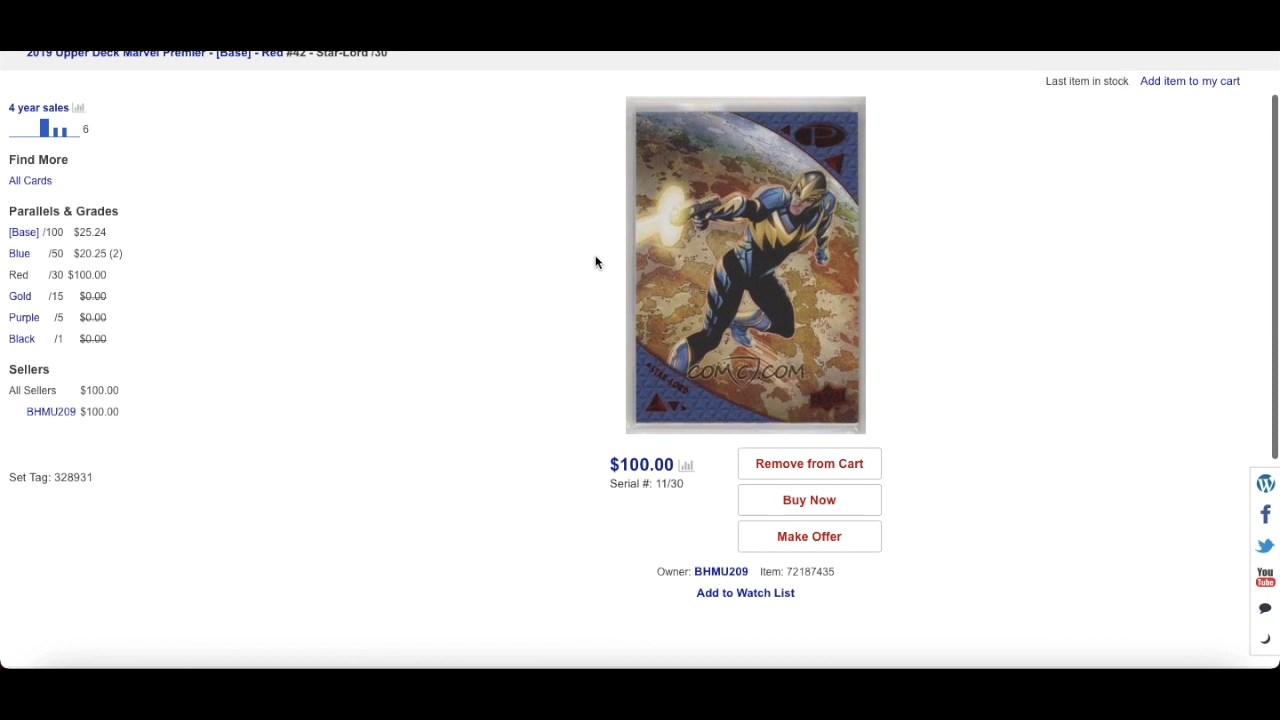 2019 Upper Deck Marvel Premier - [Base] - Red #42 - Star-Lord /30
Last item in stock Add item to my cart
4 year sales
6
Find More
All Cards
Parallels & Grades
[Base] /100 $25.24
Blue /50 $20.25 (2)
Red /30 $100.00
Gold /15 $0.00
Purple /5 $0.00
Black /1 $0.00
Sellers
All Sellers $100.00
BHMU209 $100.00
Set Tag: 328931
P
STAR-LORD
COMC.COM
$100.00
Serial #: 11/30
Remove from Cart
Buy Now
Make Offer
Owner: BHMU209 Item: 72187435
Add to Watch List
You
Tube